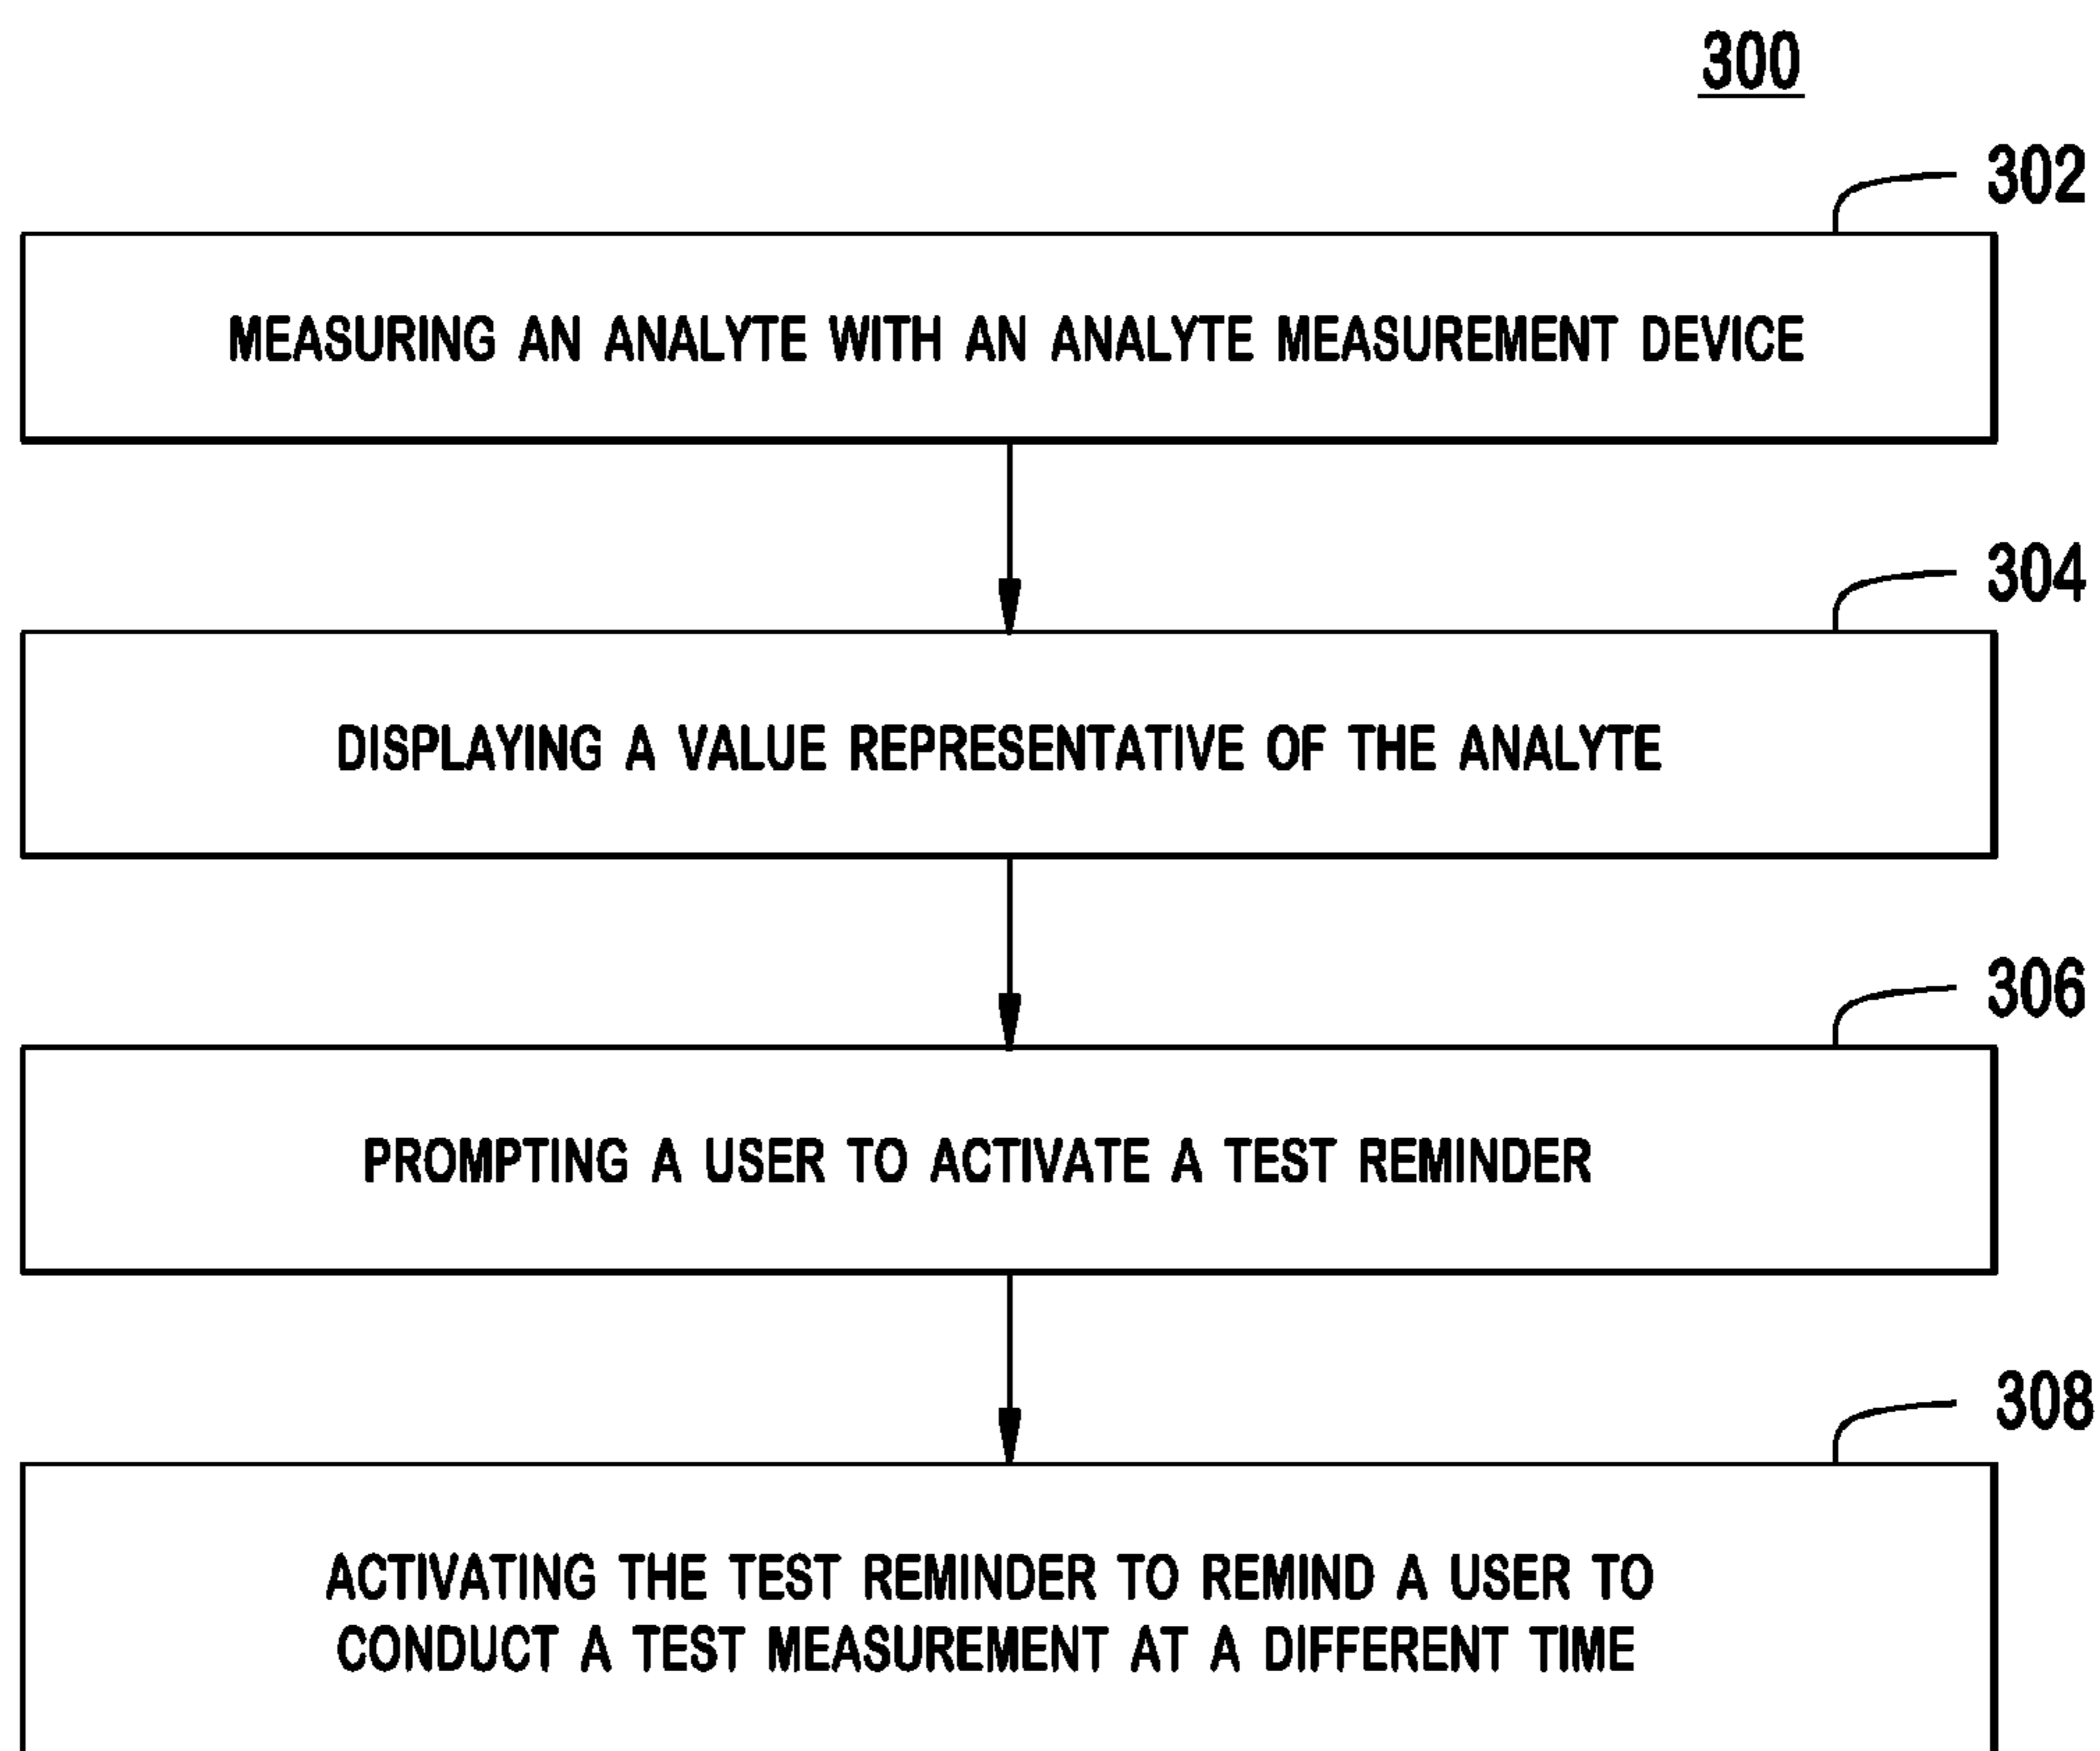 300
302
MEASURING AN ANALYTE WITH AN ANALYTE MEASUREMENT DEVICE
304
DISPLAYING A VALUE REPRESENTATIVE OF THE ANALYTE
306
PROMPTING A USER TO ACTIVATE A TEST REMINDER
308
ACTIVATING THE TEST REMINDER TO REMIND A USER TO
CONDUCT A TEST MEASUREMENT AT A DIFFERENT TIME